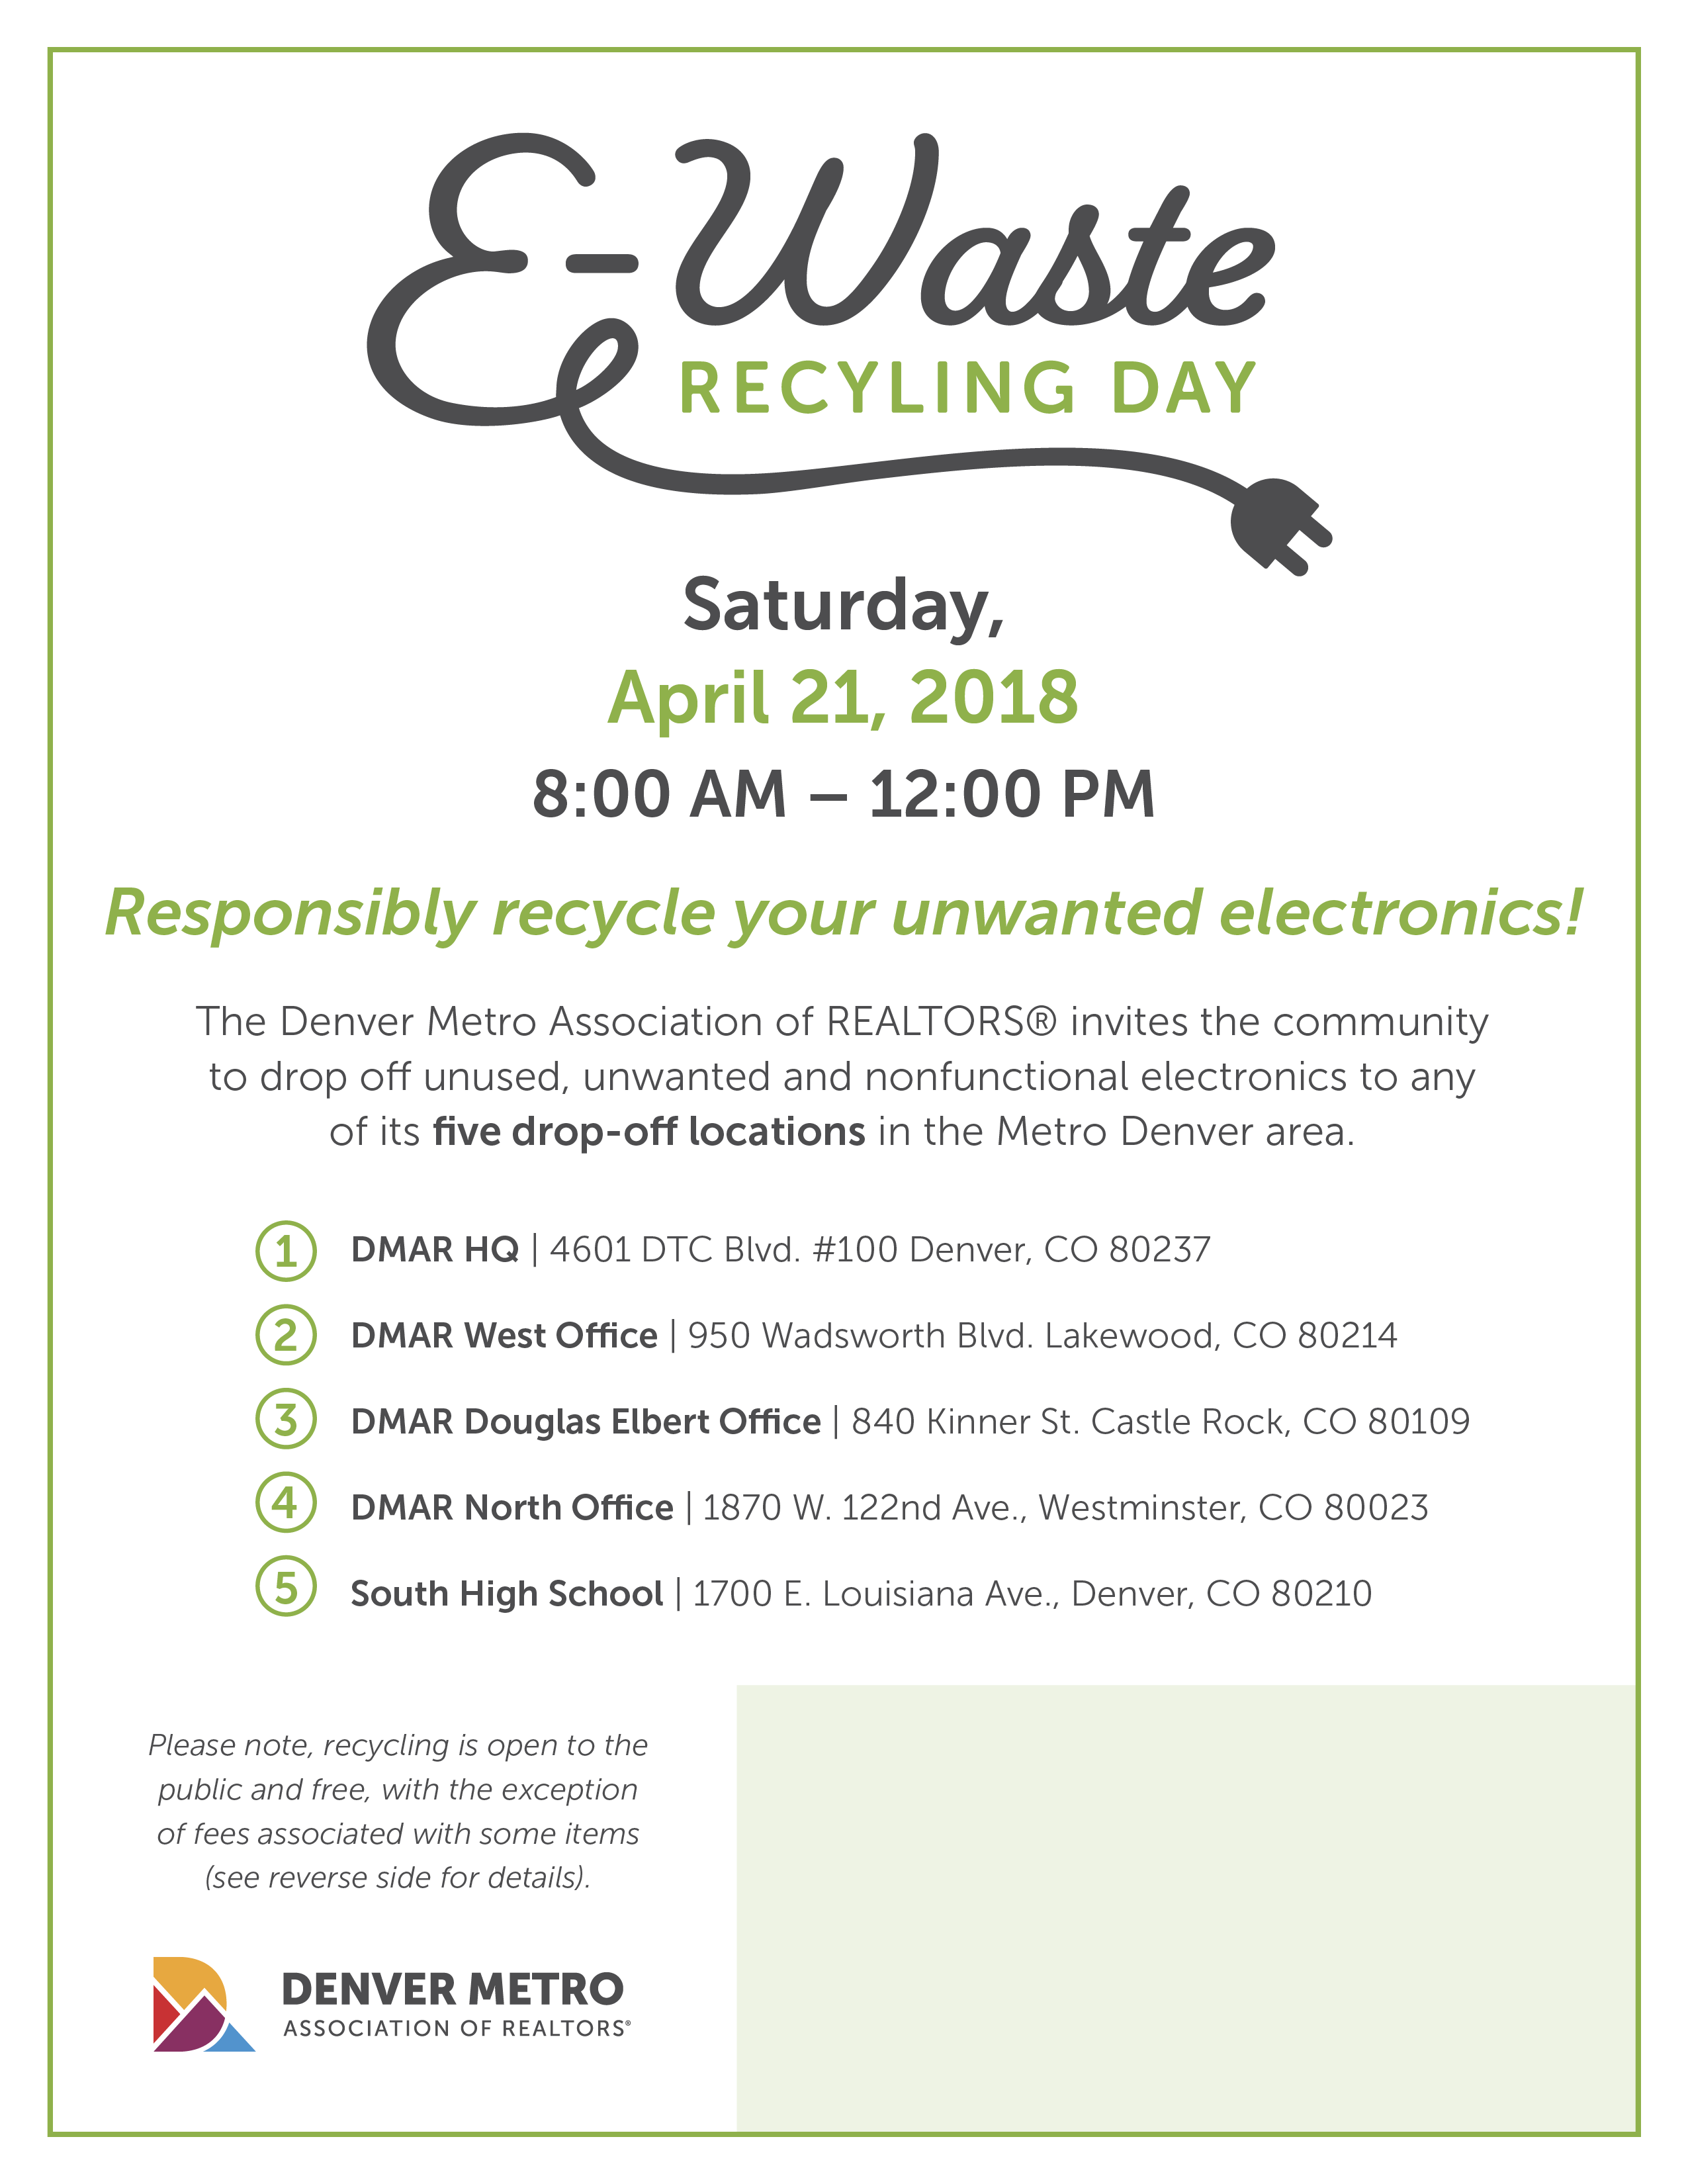 E-Waste
RECYLING DAY
Saturday,
April 21, 2018
8:00 AM – 12:00 PM
Responsibly recycle your unwanted electronics!
The Denver Metro Association of REALTORS® invites the community
to drop off unused, unwanted and nonfunctional electronics to any
of its five drop-off locations in the Metro Denver area.
1 DMAR HQ | 4601 DTC Blvd. #100 Denver, CO 80237
2 DMAR West Office | 950 Wadsworth Blvd. Lakewood, CO 80214
3 DMAR Douglas Elbert Office | 840 Kinner St. Castle Rock, CO 80109
4 DMAR North Office | 1870 W. 122nd Ave., Westminster, CO 80023
5 South High School | 1700 E. Louisiana Ave., Denver, CO 80210
Please note, recycling is open to the
public and free, with the exception
of fees associated with some items
(see reverse side for details).
DENVER METRO
ASSOCIATION OF REALTORS®